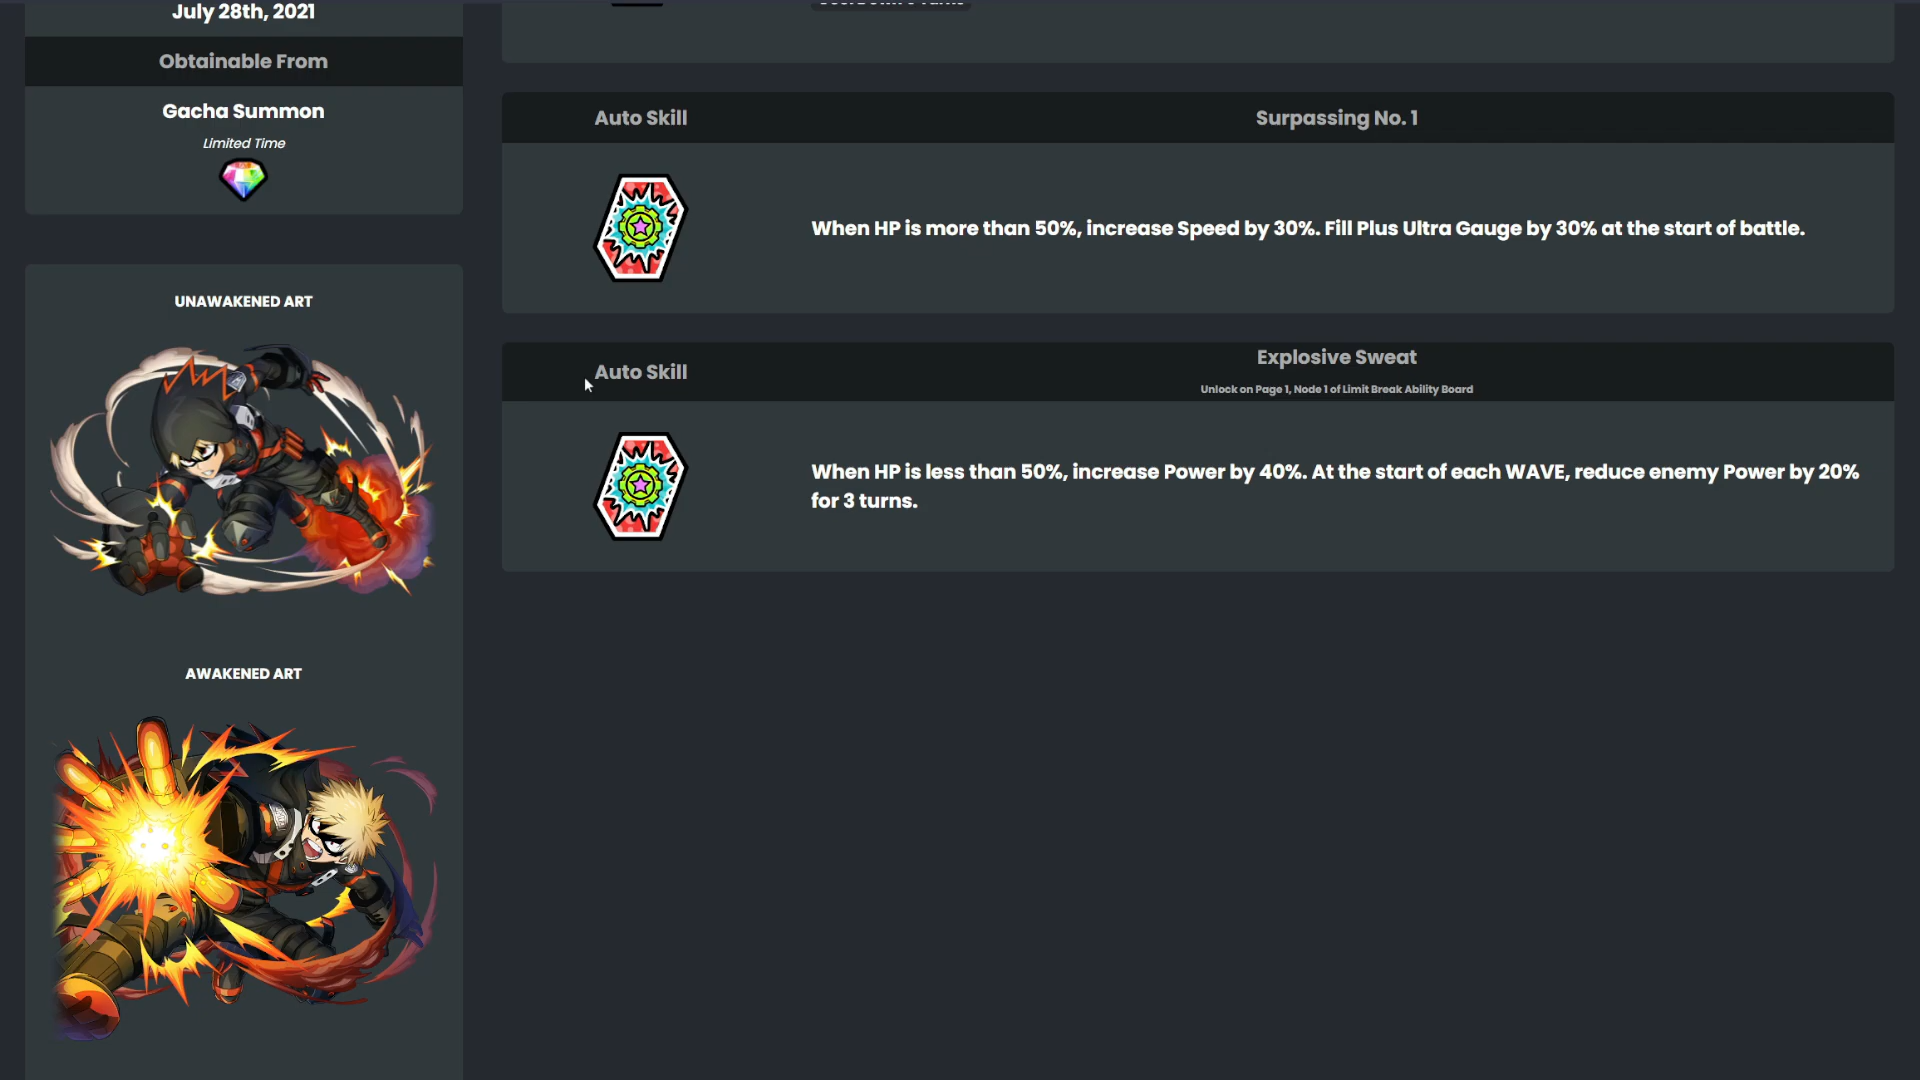 July 28th, 2021
Obtainable From
Gacha Summon
Limited Time
UNAWAKENED ART
AWAKENED ART
Auto Skill
Surpassing No. 1
When HP is more than 50%, increase Speed by 30%. Fill Plus Ultra Gauge by 30% at the start of battle.
Auto Skill
Explosive Sweat
Unlock on Page 1, Node 1 of Limit Break Ability Board
When HP is less than 50%, increase Power by 40%. At the start of each WAVE, reduce enemy Power by 20%
for 3 turns.